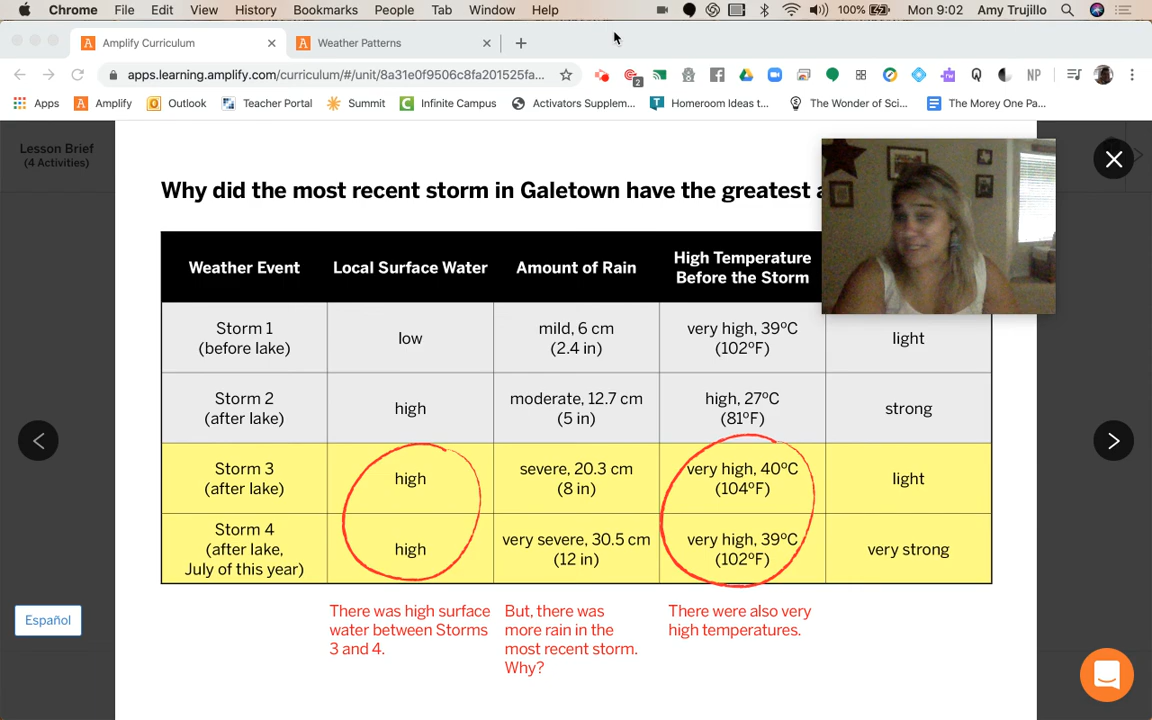 Chrome File Edit View History Bookmarks People Tab Window Help 100% Mon 9:02 Amy Trujillo
Amplify Curriculum Weather Patterns
apps.learning.amplify.com/curriculum/#/unit/8a31e0f9506c8fa201525fa... 2 NP
Apps Amplify Outlook Teacher Portal Summit Infinite Campus Activators Supplem... Homeroom Ideas t... The Wonder of Sci... The Morey One Pa...
Lesson Brief
(4 Activities)
Why did the most recent storm in Galetown have the greatest
Weather Event Local Surface Water Amount of Rain High Temperature
Before the Storm
Storm 1
(before lake)
low
mild, 6 cm
(2.4 in)
very high, 39°C
(102°F)
light
Storm 2
(after lake)
high
moderate, 12.7 cm
(5 in)
high, 27°C
(81°F)
strong
Storm 3
(after lake)
high
severe, 20.3 cm
(8 in)
very high, 40°C
(104°F)
light
Storm 4
(after lake,
July of this year)
high
very severe, 30.5 cm
(12 in)
very high, 39°C
(102°F)
very strong
There was high surface
water between Storms
3 and 4.
But, there was
more rain in the
most recent storm.
Why?
There were also very
high temperatures.
Español